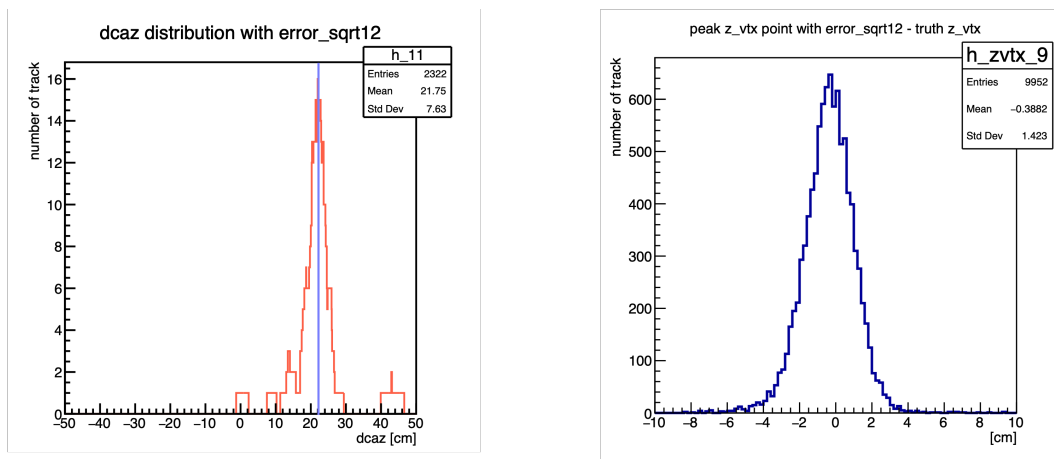 dcaz distribution with error_sqrt12
h_11
Entries 2322
Mean 21.75
Std Dev 7.63
number of track
16
14
12
10
8
6
4
2
0
−50 −40 −30 −20 −10 0 10 20 30 40 50
dcaz [cm]
peak z_vtx point with error_sqrt12 - truth z_vtx
h_zvtx_9
Entries 9952
Mean −0.3882
Std Dev 1.423
number of track
600
500
400
300
200
100
0
−10 −8 −6 −4 −2 0 2 4 6 8 10
[cm]